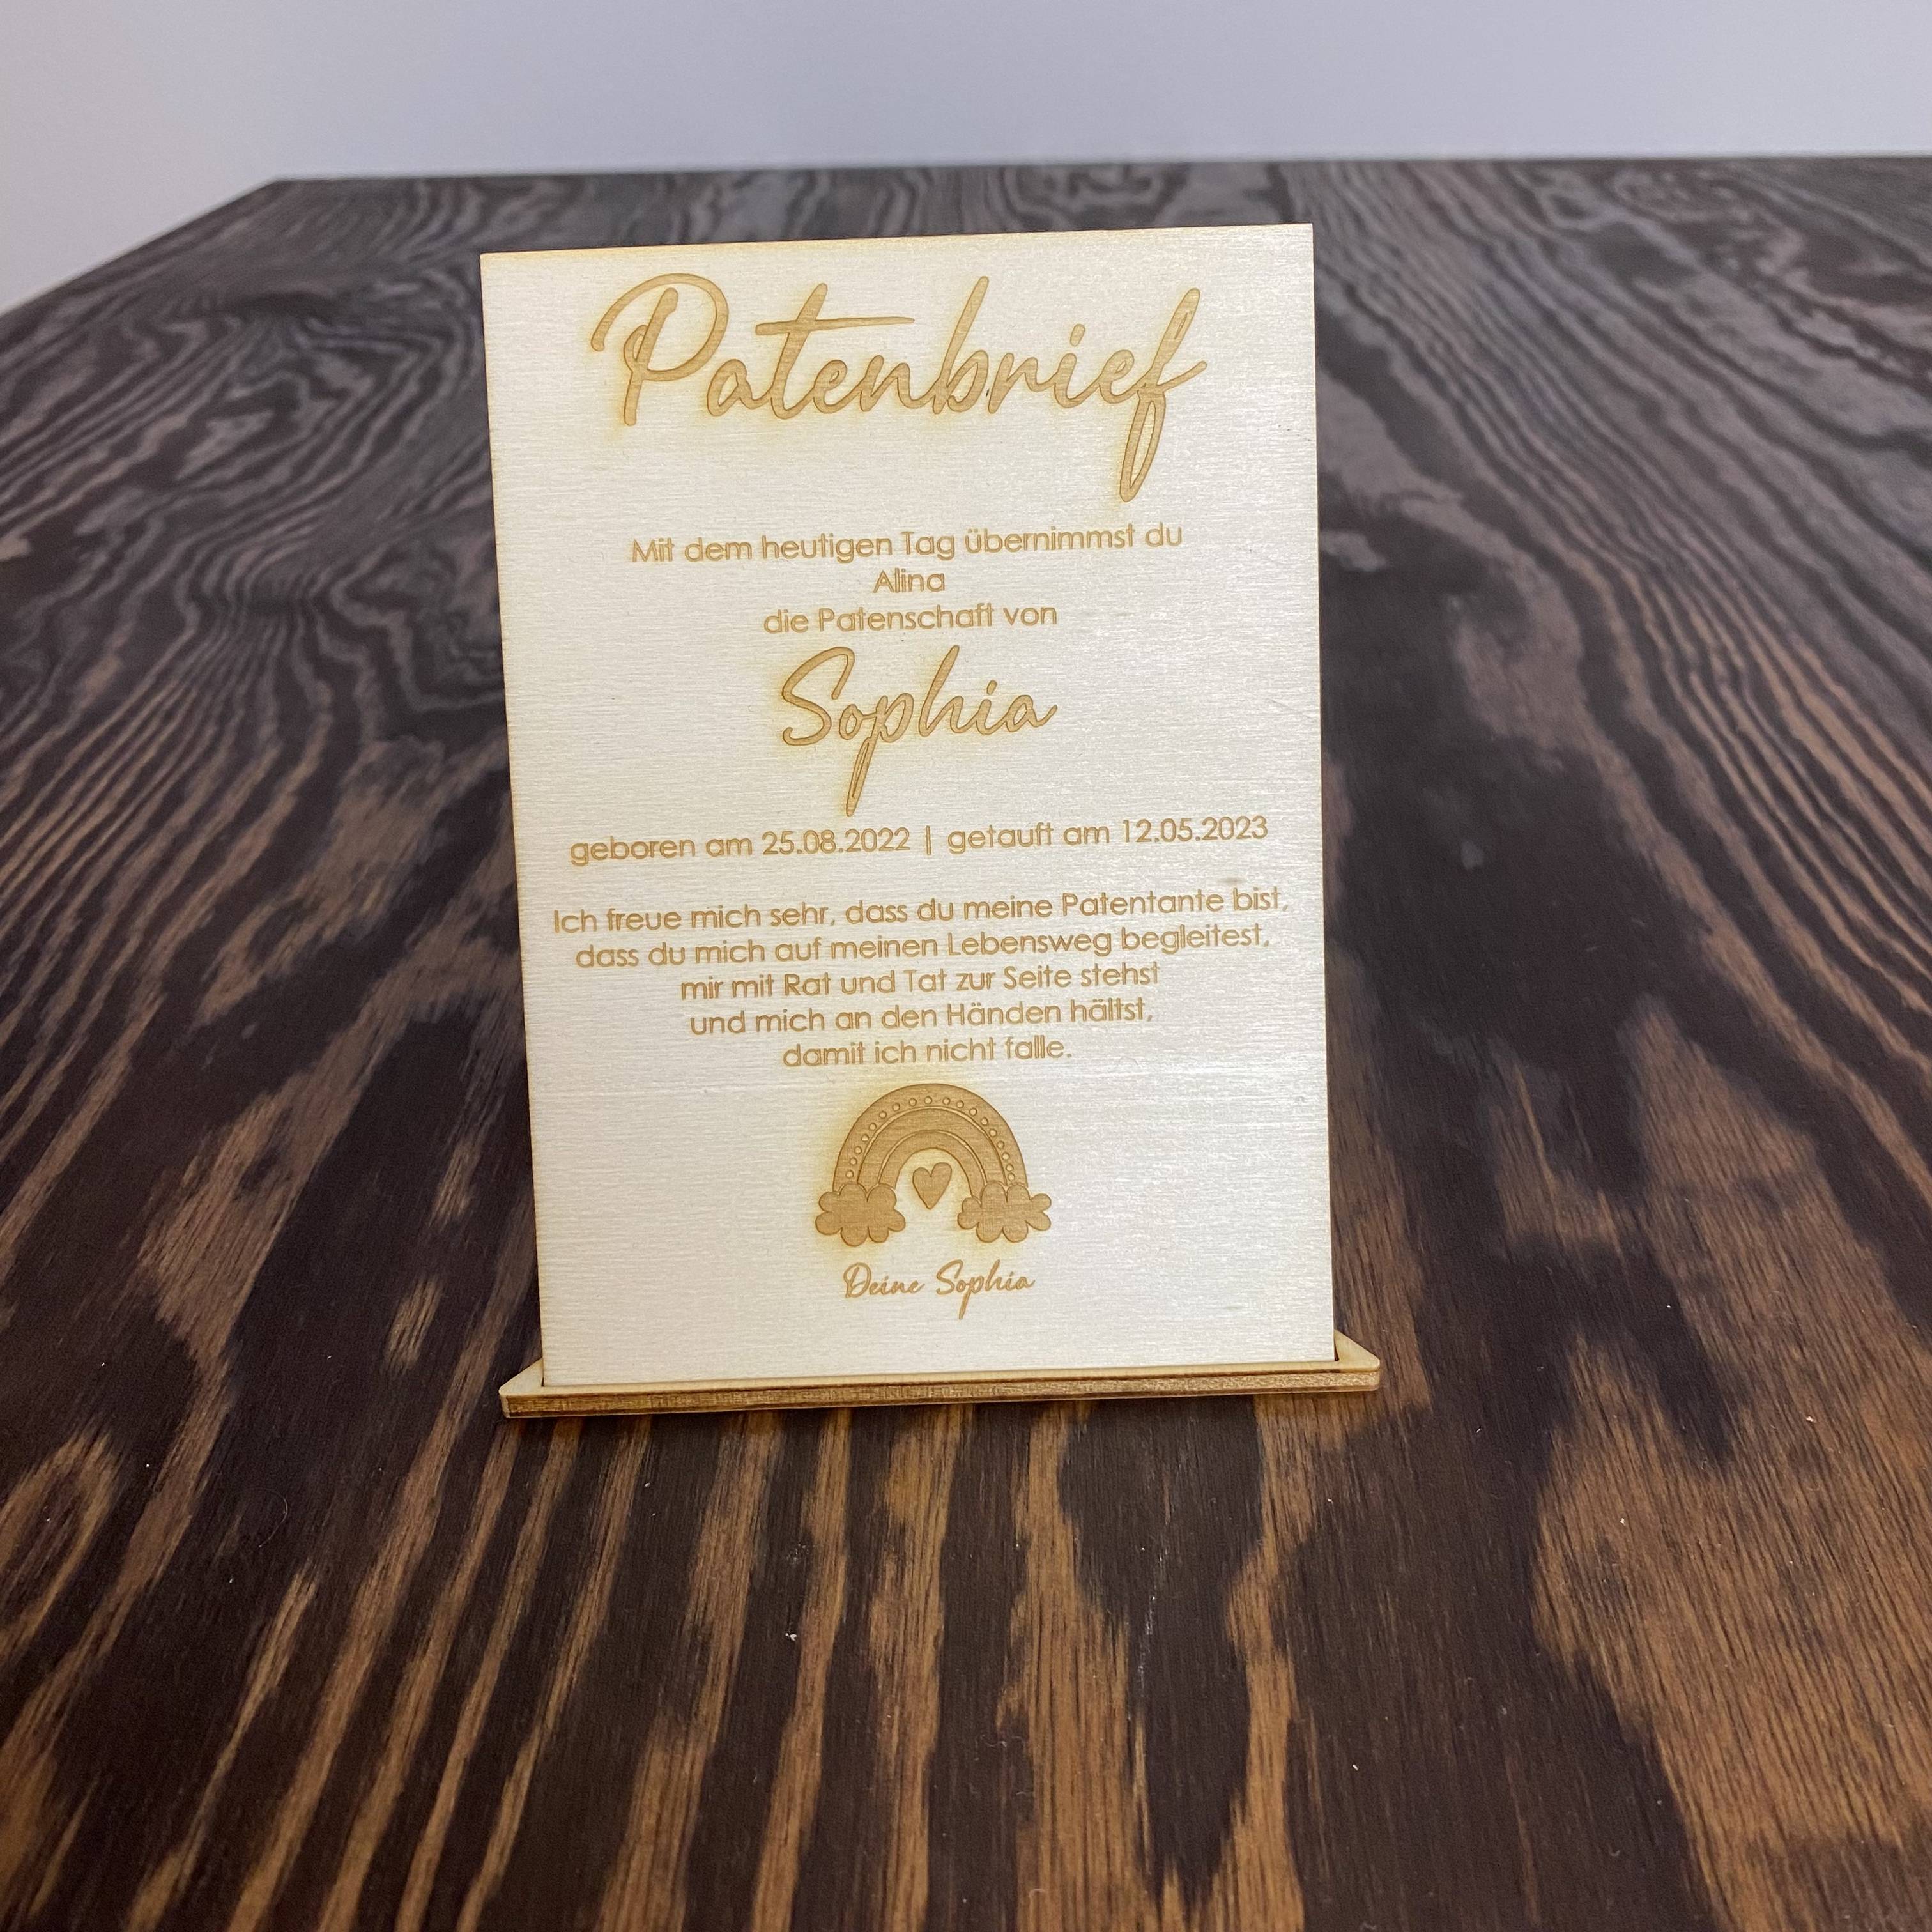 Patenbrief
Mit dem heutigen Tag übernimmst du
Alina
die Patenschaft von
Sophia
geboren am 25.08.2022 | getauft am 12.05.2023
Ich freue mich sehr, dass du meine Patentante bist,
dass du mich auf meinen Lebensweg begleitest,
mir mit Rat und Tat zur Seite stehst
und mich an den Händen hältst,
damit ich nicht falle.
Deine Sophia